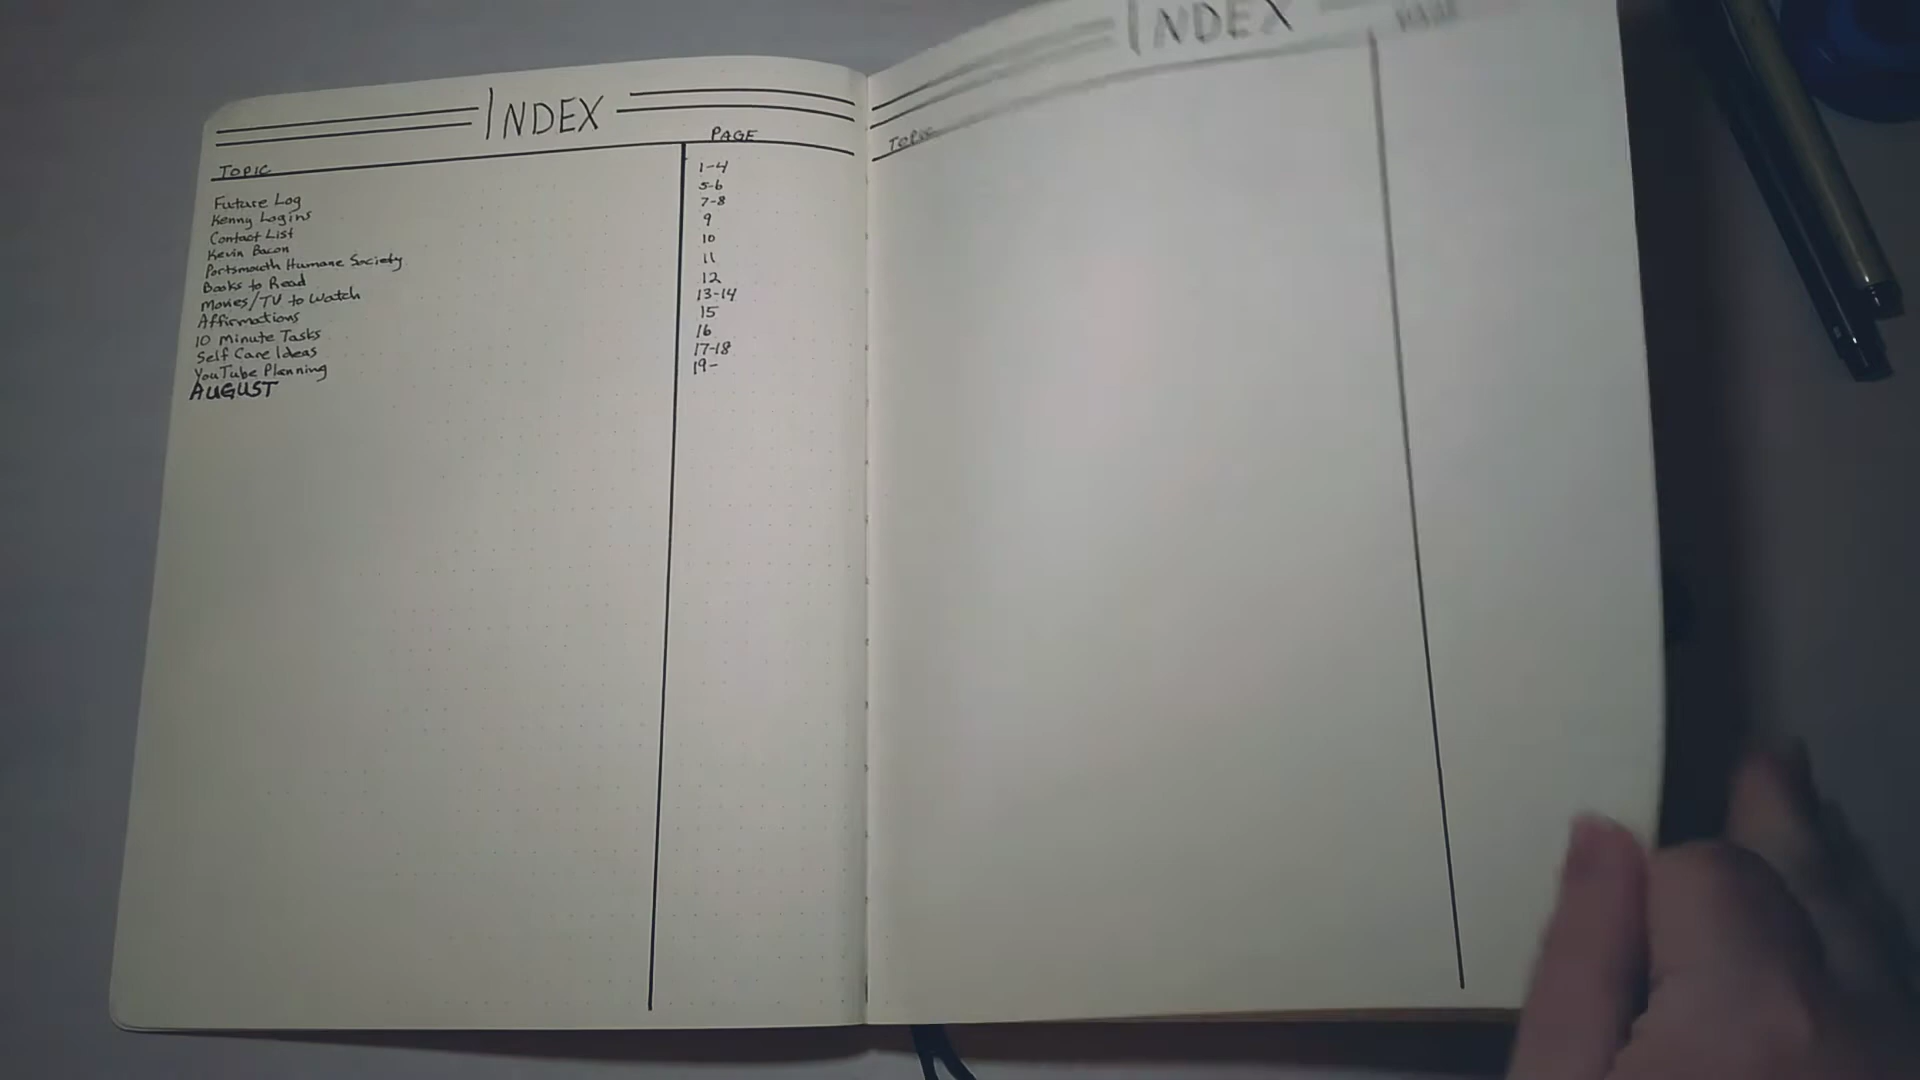 INDEX
TOPIC PAGE
Future Log 1-4
Kenny Logins 5-6
Contact List 7-8
Kevin Bacon 9
Portsmouth Humane Society 10
Books to Read 11
Movies/TV to Watch 12
Affirmations 13-14
10 Minute Tasks 15
Self Care Ideas 16
YouTube Planning 17-18
AUGUST 19-
INDEX
TOPIC PAGE